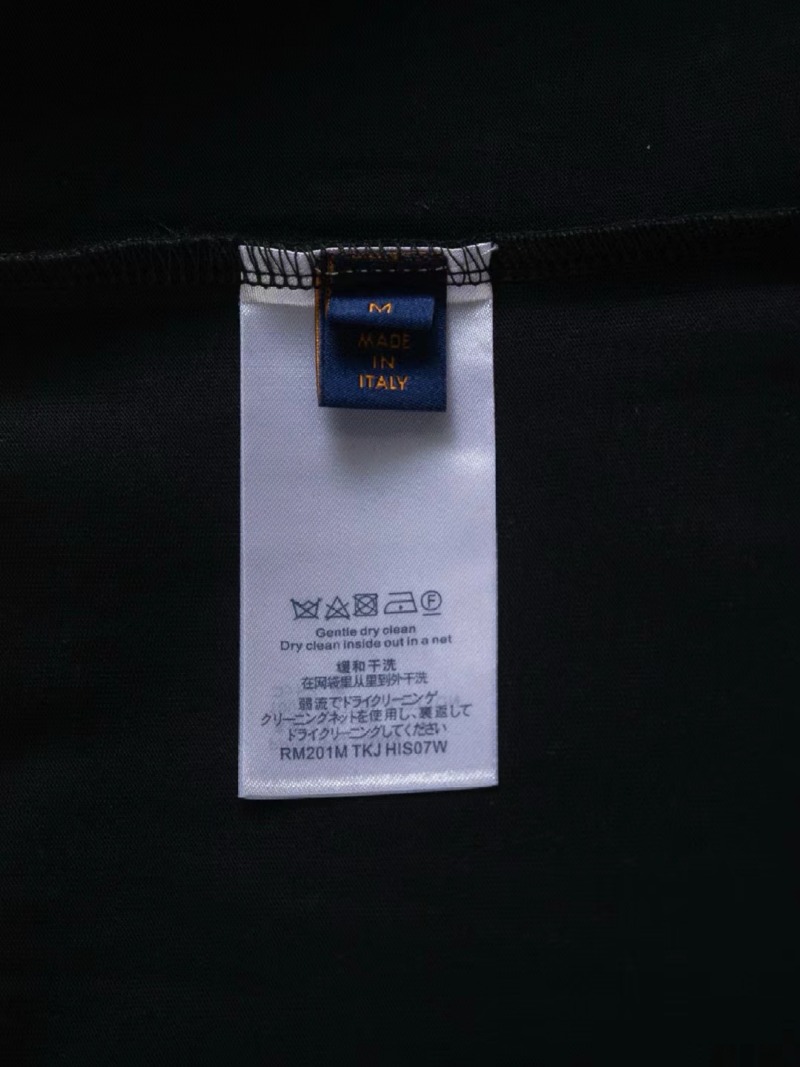 M
MADE
IN
ITALY
Gentle dry clean
Dry clean inside out in a net
缓和干洗
在网袋里从里到外干洗
弱流でドライクリーニング
クリーニングネットを使用し、裏返して
ドライクリーニングしてください
RM201M TKJ HIS07W